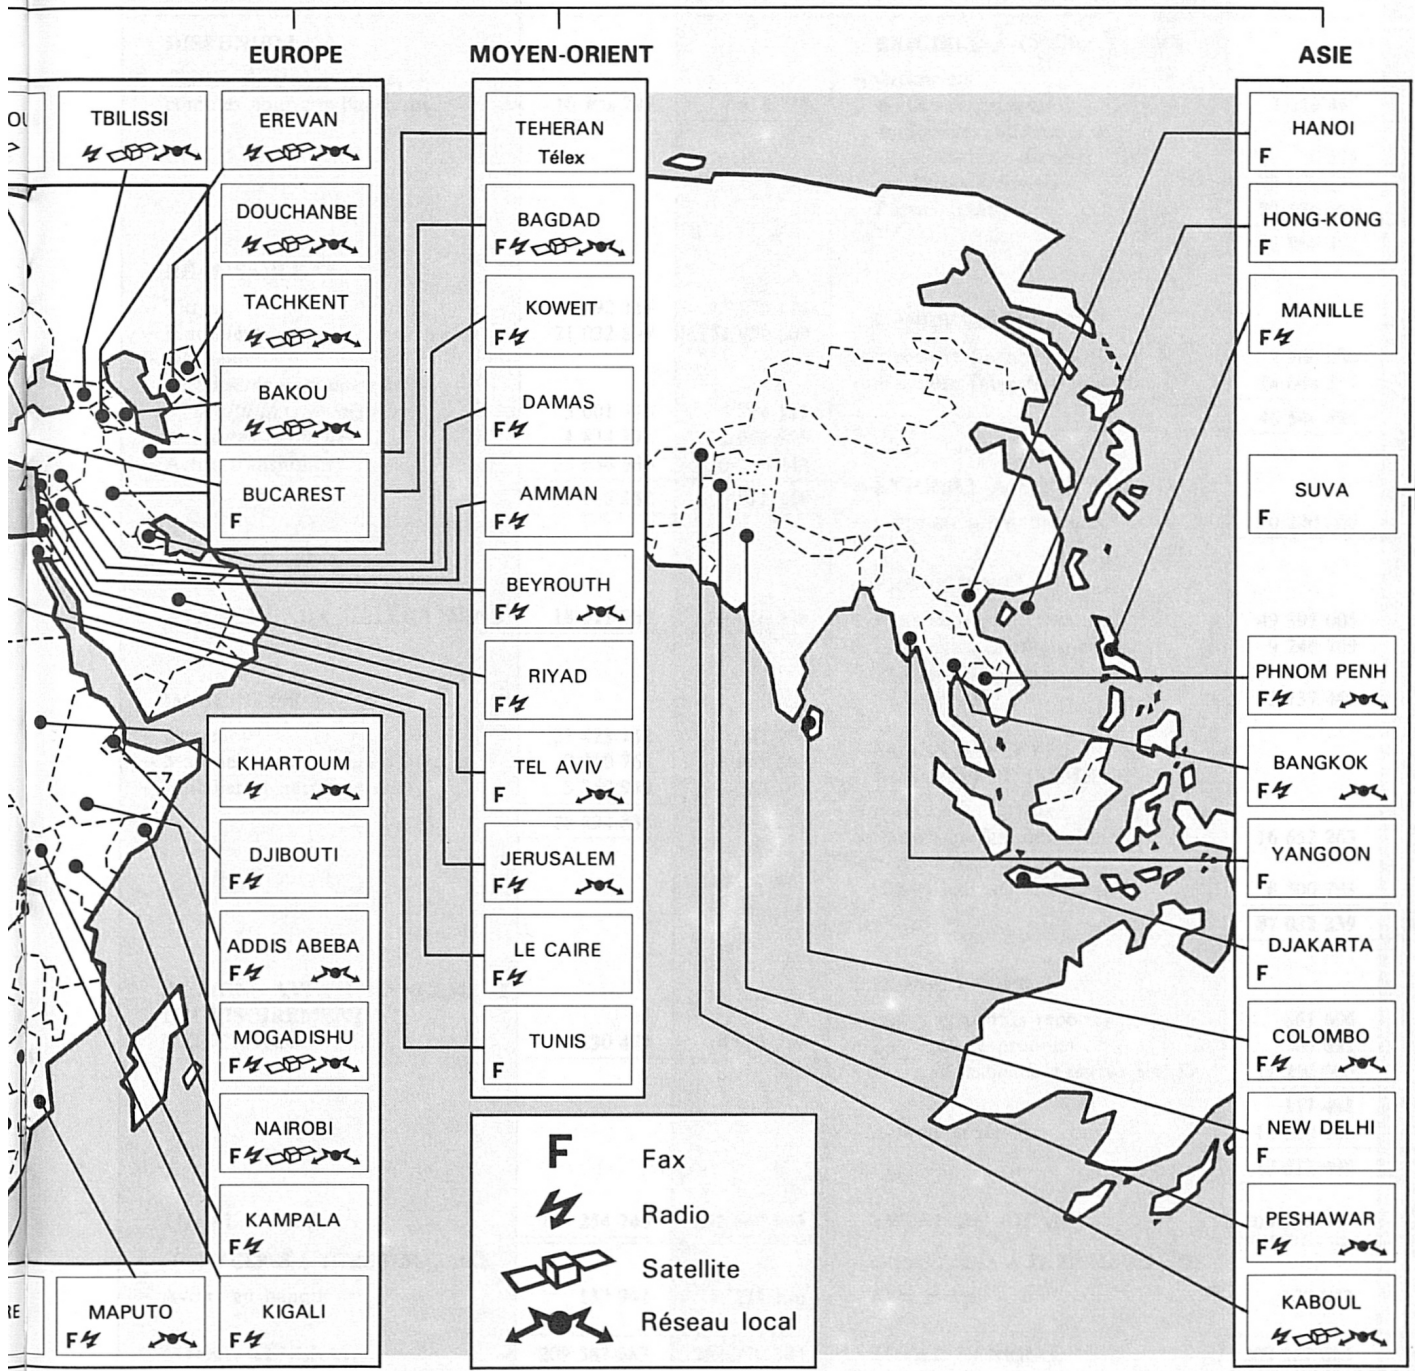 EUROPE
MOYEN-ORIENT
ASIE
TBILISSI
EREVAN
DOUCHANBE
TACHKENT
BAKOU
BUCAREST
F
TEHERAN
Télex
BAGDAD
F
KOWEIT
F
DAMAS
F
AMMAN
F
BEYROUTH
F
RIYAD
F
TEL AVIV
F
JERUSALEM
F
LE CAIRE
F
TUNIS
F
KHARTOUM
F
DJIBOUTI
F
ADDIS ABEBA
F
MOGADISHU
F
NAIROBI
F
KAMPALA
F
KIGALI
F
MAPUTO
F
RE
F Fax
Radio
Satellite
Réseau local
HANOI
F
HONG-KONG
F
MANILLE
F
SUVA
F
PHNOM PENH
F
BANGKOK
F
YANGOON
F
DJAKARTA
F
COLOMBO
F
NEW DELHI
F
PESHAWAR
F
KABOUL